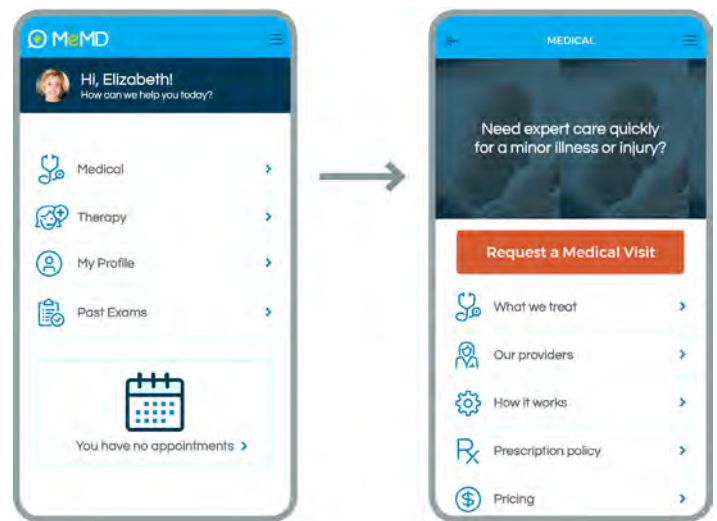 MeMD
Hi, Elizabeth!
How can we help you today?
Medical
Therapy
My Profile
Past Exams
You have no appointments
MEDICAL
Need expert care quickly
for a minor illness or injury?
Request a Medical Visit
What we treat
Our providers
How it works
Rx
Prescription policy
$
Pricing